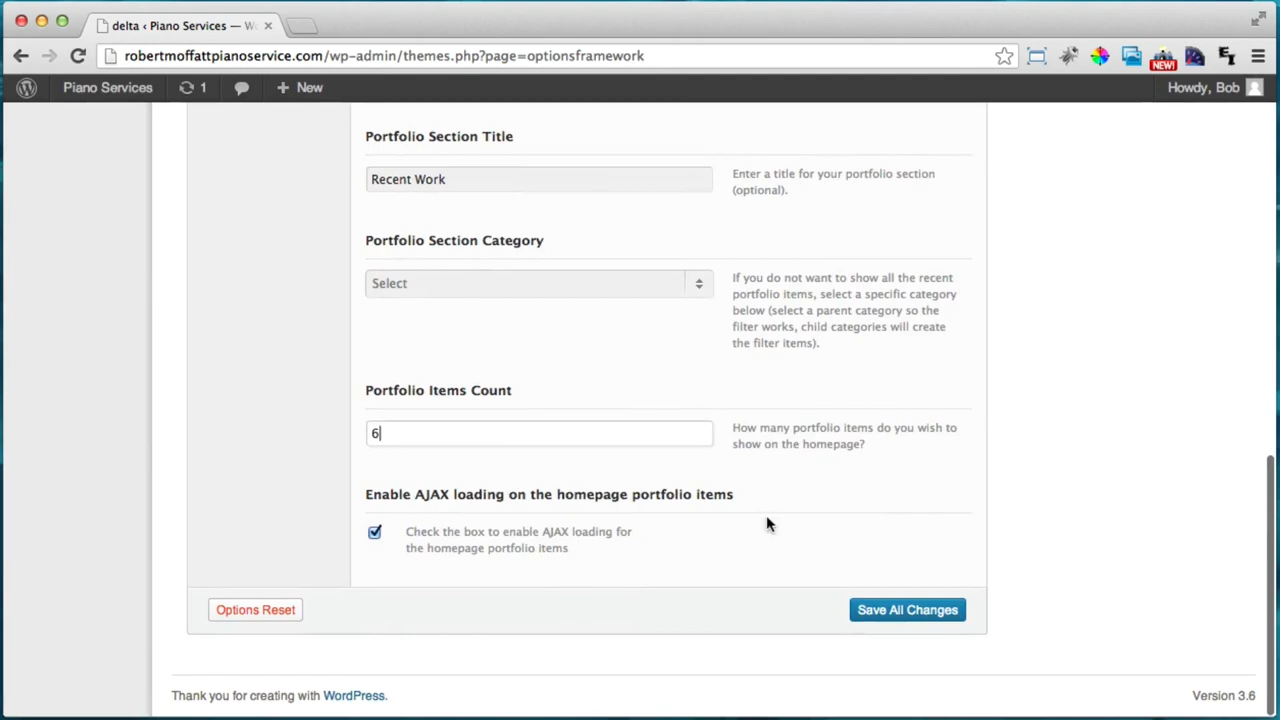 delta ‹ Piano Services — W
robertmoffattpianoservice.com/wp-admin/themes.php?page=optionsframework
NEW!
Piano Services
1
New
Howdy, Bob
Portfolio Section Title
Recent Work
Enter a title for your portfolio section
(optional).
Portfolio Section Category
Select
If you do not want to show all the recent
portfolio items, select a specific category
below (select a parent category so the
filter works, child categories will create
the filter items).
Portfolio Items Count
6
How many portfolio items do you wish to
show on the homepage?
Enable AJAX loading on the homepage portfolio items
Check the box to enable AJAX loading for
the homepage portfolio items
Options Reset
Save All Changes
Thank you for creating with WordPress.
Version 3.6